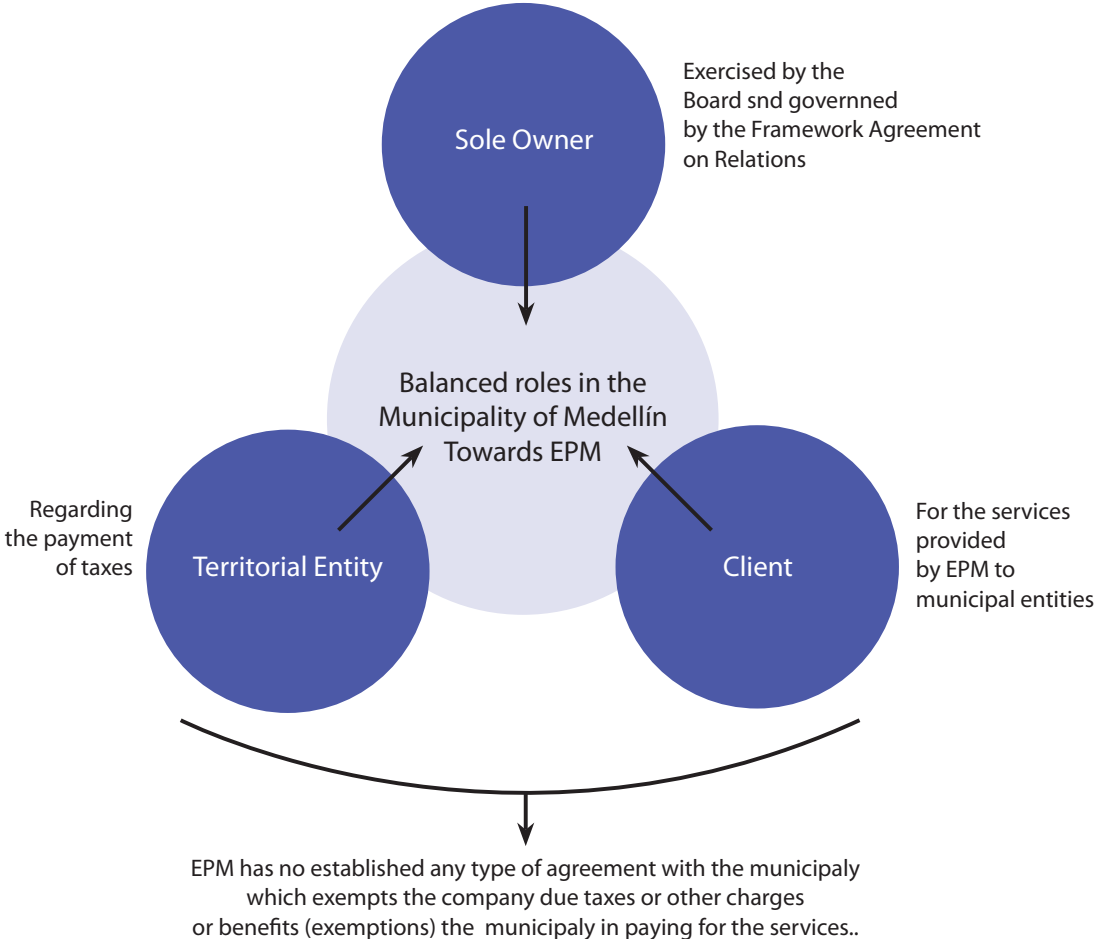 Sole Owner
Exercised by the
Board snd governned
by the Framework Agreement
on Relations
Balanced roles in the
Municipality of Medellín
Towards EPM
Regarding
the payment
of taxes
Territorial Entity
Client
For the services
provided
by EPM to
municipal entities
EPM has no established any type of agreement with the municipaly
which exempts the company due taxes or other charges
or benefits (exemptions) the municipaly in paying for the services..